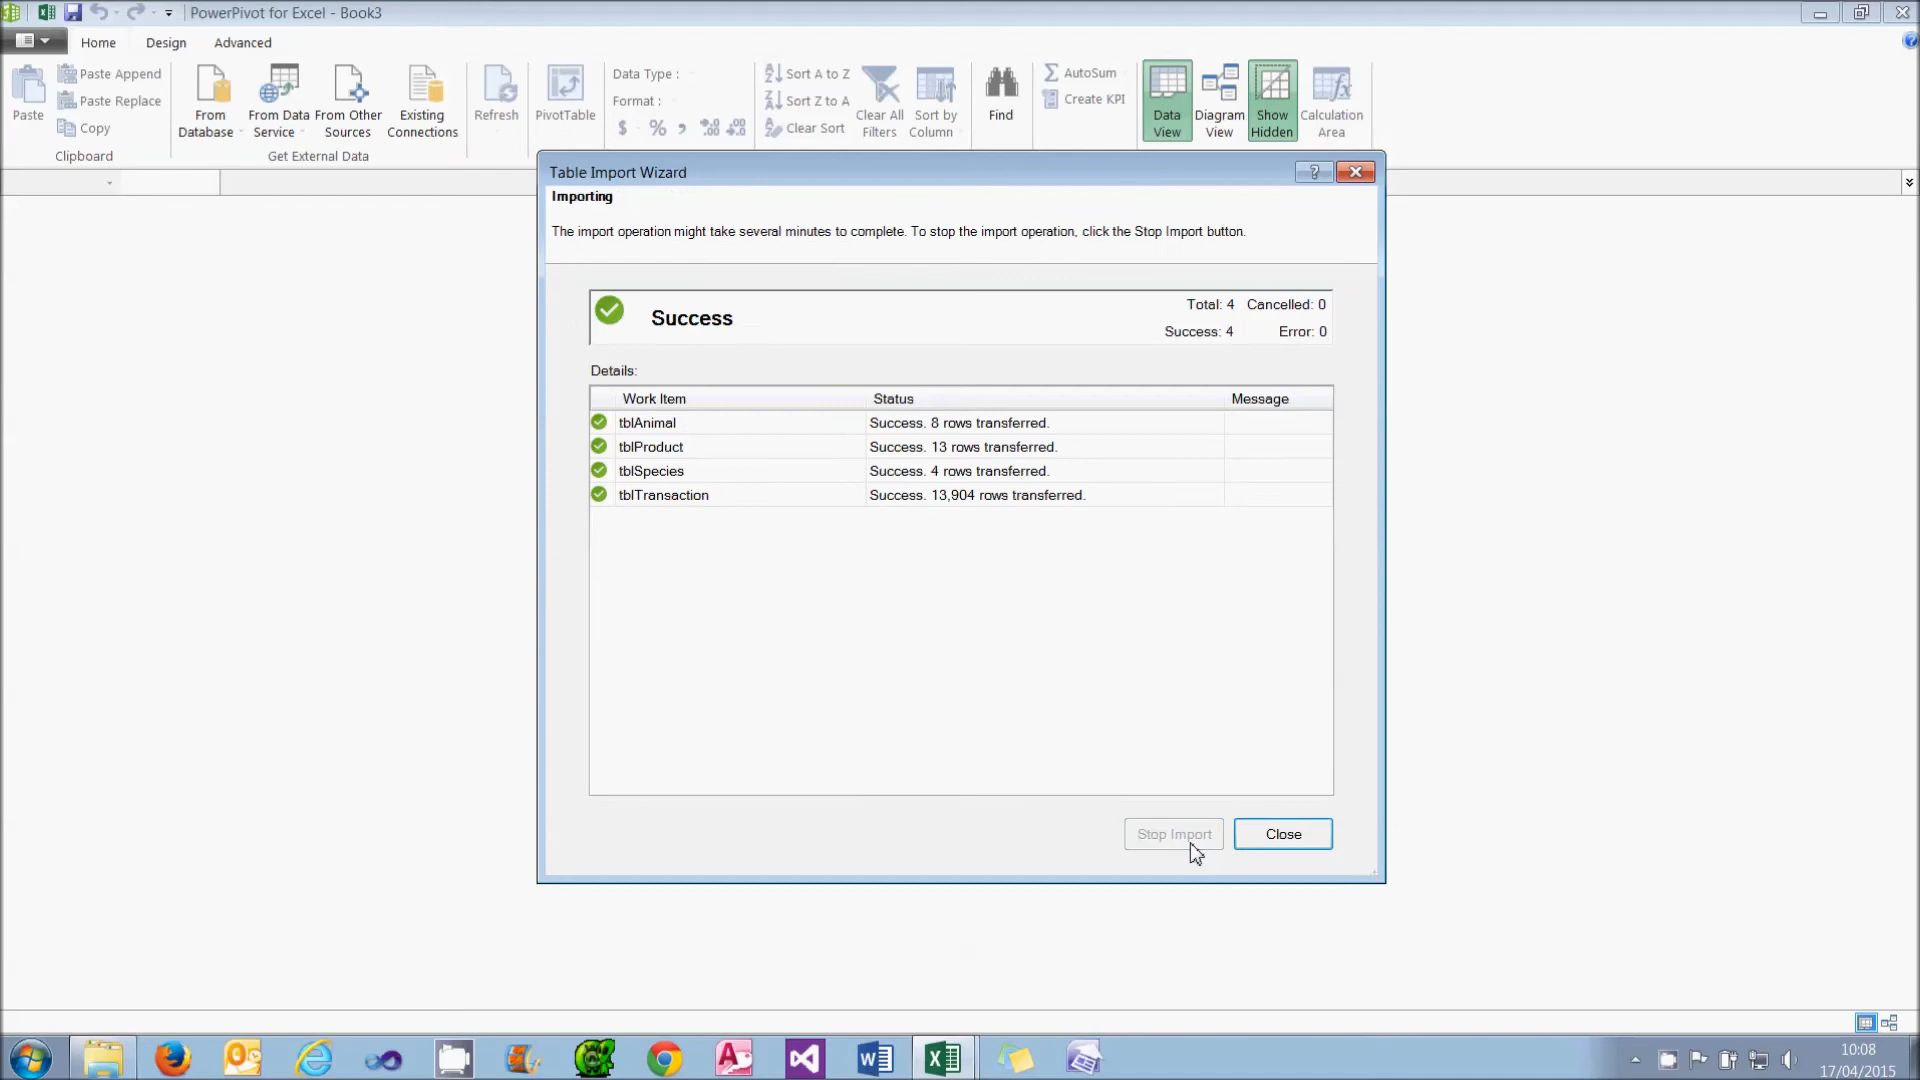 PowerPivot for Excel - Book3
Home Design Advanced
Paste
Paste Append
Paste Replace
Copy
Clipboard
From Database
From Data Service
From Other Sources
Existing Connections
Get External Data
Refresh
PivotTable
Data Type :
Format :
$ % ,
Sort A to Z
Sort Z to A
Clear Sort
Clear All Filters
Sort by Column
Find
AutoSum
Create KPI
Data View
Diagram View
Show Hidden
Calculation Area
Table Import Wizard
Importing
The import operation might take several minutes to complete. To stop the import operation, click the Stop Import button.
Success
Total: 4 Cancelled: 0
Success: 4 Error: 0
Details:
Work Item Status Message
tblAnimal Success. 8 rows transferred.
tblProduct Success. 13 rows transferred.
tblSpecies Success. 4 rows transferred.
tblTransaction Success. 13,904 rows transferred.
Stop Import Close
10:08
17/04/2015